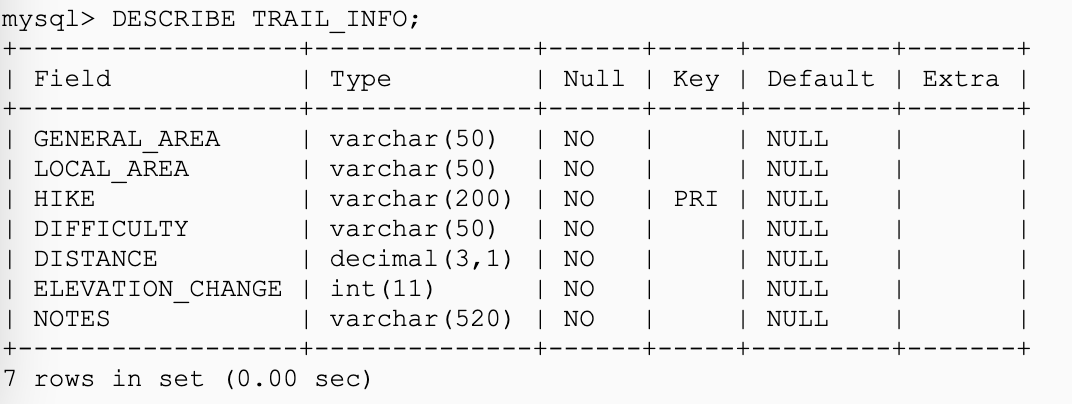 mysql> DESCRIBE TRAIL_INFO;
+------------------+--------------+------+-----+---------+-------+
| Field            | Type         | Null | Key | Default | Extra |
+------------------+--------------+------+-----+---------+-------+
| GENERAL_AREA     | varchar(50)  | NO   |     | NULL    |       |
| LOCAL_AREA       | varchar(50)  | NO   |     | NULL    |       |
| HIKE             | varchar(200) | NO   | PRI | NULL    |       |
| DIFFICULTY       | varchar(50)  | NO   |     | NULL    |       |
| DISTANCE         | decimal(3,1) | NO   |     | NULL    |       |
| ELEVATION_CHANGE | int(11)      | NO   |     | NULL    |       |
| NOTES            | varchar(520) | NO   |     | NULL    |       |
+------------------+--------------+------+-----+---------+-------+
7 rows in set (0.00 sec)